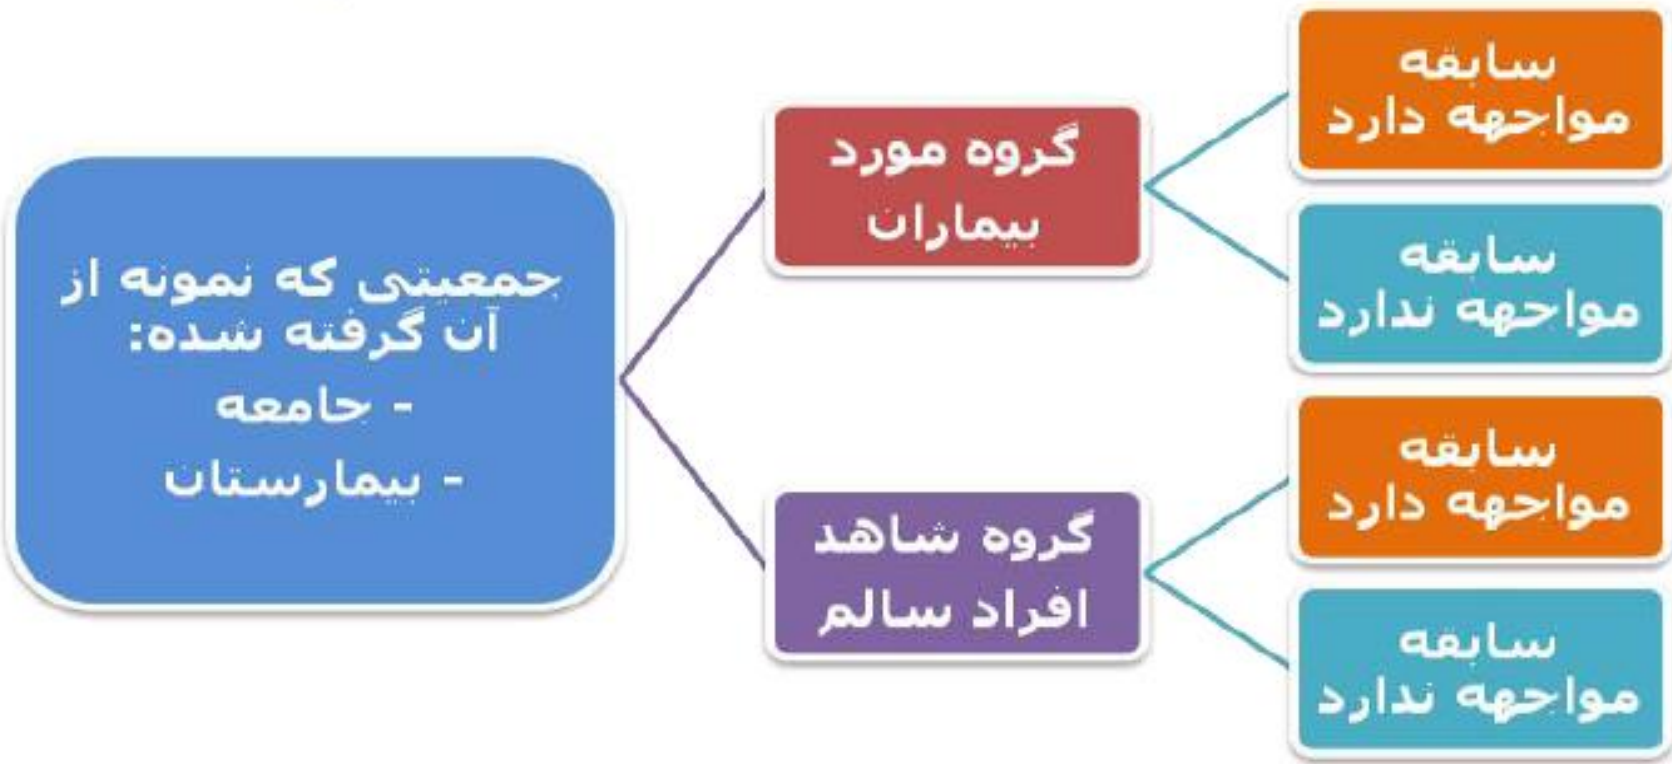 جمعیتی که نمونه از
آن گرفته شده:
- جامعه
- بیمارستان
گروه مورد
بیماران
سابقه
مواجهه دارد
سابقه
مواجهه ندارد
گروه شاهد
افراد سالم
سابقه
مواجهه دارد
سابقه
مواجهه ندارد